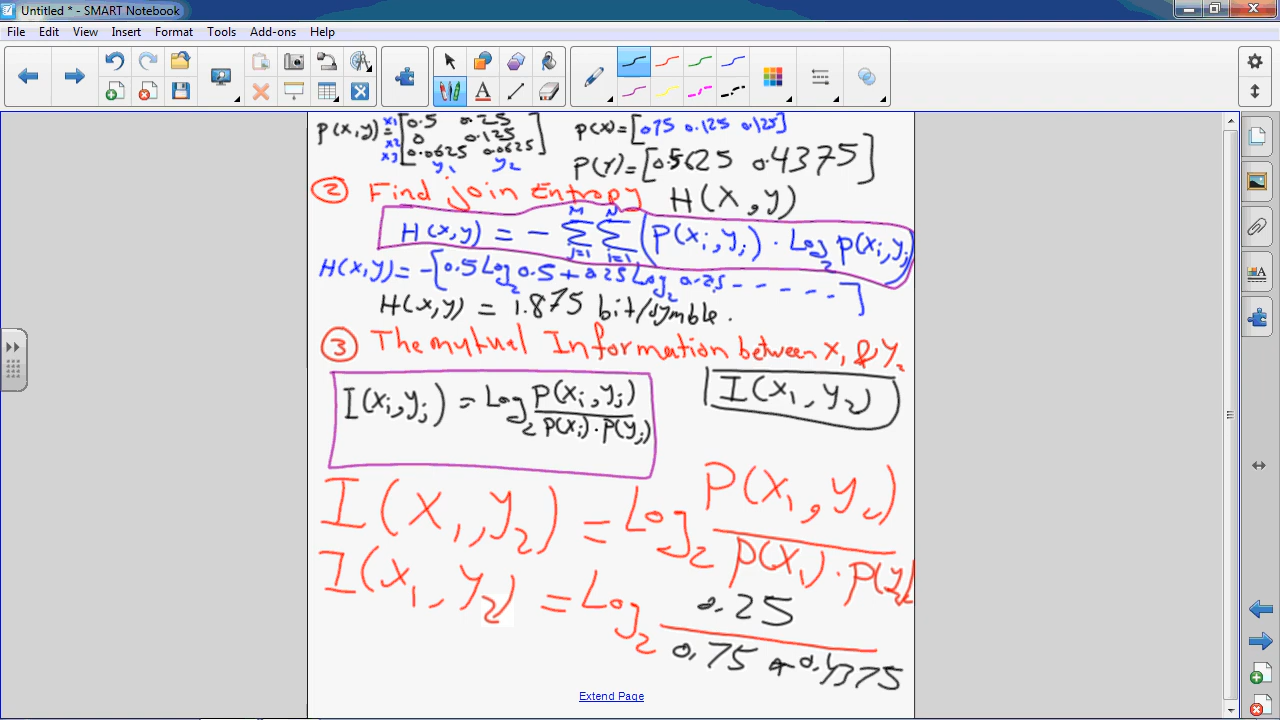 Untitled * - SMART Notebook
File Edit View Insert Format Tools Add-ons Help
P(X,Y)= x1 [0.5 0.25
x2 0 0.125
x3 0.0625 0.0625]
y1 y2
P(X)=[0.75 0.125 0.125]
P(Y)=[0.5625 0.4375]
② Find join Entropy H(X,Y)
H(X,Y) = - M Σ j=1 N Σ i=1 (P(Xi,Yj) . Log2 P(Xi,Yj)
H(X,Y)= -[0.5 Log2 0.5 + 0.25 Log2 0.25 - - - - - - ]
H(X,Y) = 1.875 bit/symble.
③ The mutual Information between X1 & Y2
I(Xi,Yj) = Log2 P(Xi,Yj) / P(Xi).P(Yj)
I(X1,Y2)
I(X1,Y2) = Log2 P(X1,Y2) / P(X1).P(Y2)
I(X1,Y2) = Log2 0.25 / 0.75 * 0.4375
Extend Page